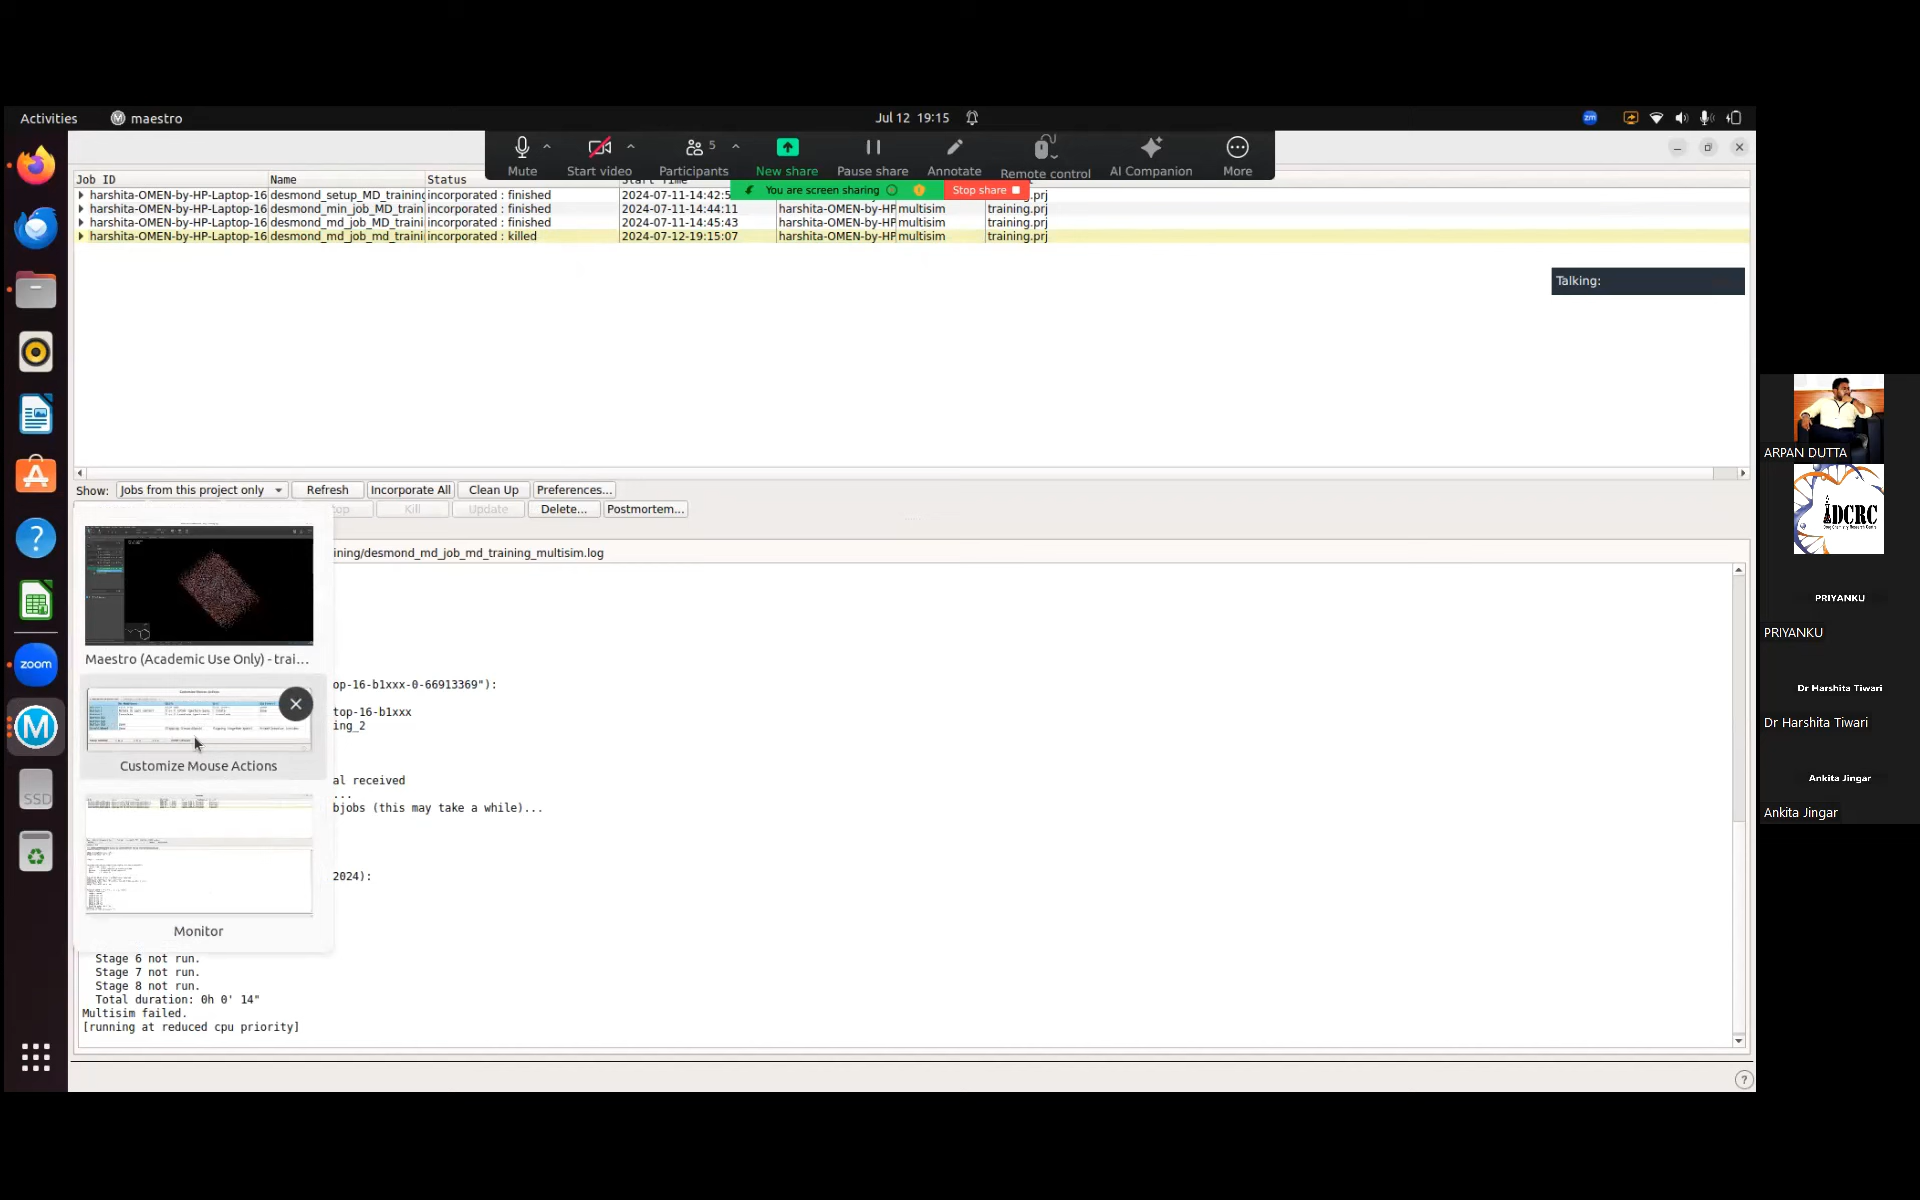 Activities
maestro
Jul 12 19:15
Mute
Start video
Participants
5
New share
Pause share
Annotate
Remote control
AI Companion
More
You are screen sharing
Stop share
Job ID Name Status
harshita-OMEN-by-HP-Laptop-16 desmond_setup_MD_training incorporated : finished 2024-07-11-14:42:5 training.prj
harshita-OMEN-by-HP-Laptop-16 desmond_min_job_MD_train incorporated : finished 2024-07-11-14:44:11 harshita-OMEN-by-HP multisim training.prj
harshita-OMEN-by-HP-Laptop-16 desmond_md_job_MD_traini incorporated : finished 2024-07-11-14:45:43 harshita-OMEN-by-HP multisim training.prj
harshita-OMEN-by-HP-Laptop-16 desmond_md_job_md_traini incorporated : killed 2024-07-12-19:15:07 harshita-OMEN-by-HP multisim training.prj
Talking:
Show: Jobs from this project only Refresh Incorporate All Clean Up Preferences...
op Kill Update Delete... Postmortem...
ining/desmond_md_job_md_training_multisim.log
Maestro (Academic Use Only) - trai...
op-16-b1xxx-0-66913369"):
top-16-b1xxx
ing_2
Customize Mouse Actions
al received
...
bjobs (this may take a while)...
2024):
Monitor
Stage 6 not run.
Stage 7 not run.
Stage 8 not run.
Total duration: 0h 0' 14"
Multisim failed.
[running at reduced cpu priority]
zoom
SSD
zm
ARPAN DUTTA
DCRC
PRIYANKU
PRIYANKU
Dr Harshita Tiwari
Dr Harshita Tiwari
Ankita Jingar
Ankita Jingar